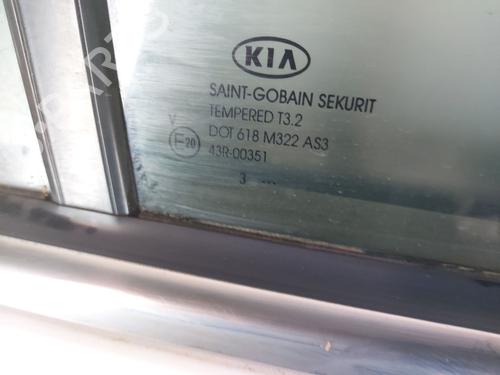 KIA
SAINT-GOBAIN SEKURIT
TEMPERED T3.2
DOT 618 M322 AS3
V
E20
43R-00351
3 ...